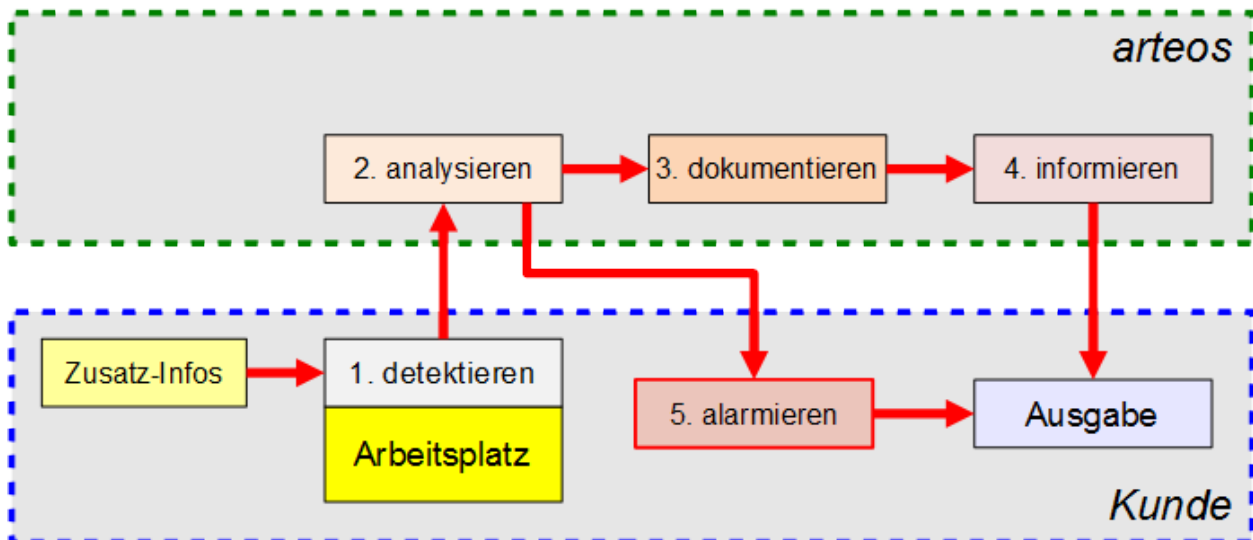 arteos
2. analysieren
3. dokumentieren
4. informieren
Zusatz-Infos
1. detektieren
5. alarmieren
Ausgabe
Arbeitsplatz
Kunde